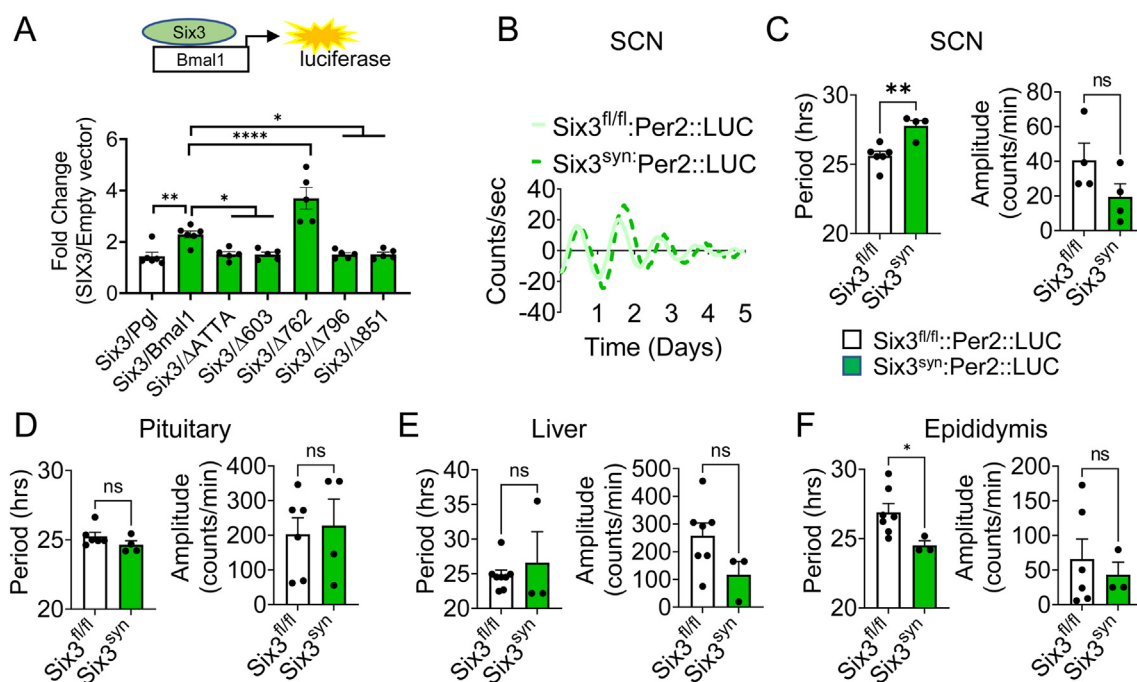 A
Six3
Bmal1
luciferase
Fold Change
(SIX3/Empty vector)
6
4
2
0
**
*
****
*
Six3/Pgl
Six3/Bmal1
Six3/ΔATTA
Six3/Δ603
Six3/Δ762
Six3/Δ796
Six3/Δ851
B
SCN
Six3fl/fl:Per2::LUC
Six3syn:Per2::LUC
Counts/sec
40
20
0
-20
-40
1 2 3 4 5
Time (Days)
C
SCN
Period (hrs)
30
25
20
**
Six3fl/fl
Six3syn
Amplitude
(counts/min)
80
60
40
20
0
ns
Six3fl/fl
Six3syn
Six3fl/fl::Per2::LUC
Six3syn:Per2::LUC
D
Pituitary
Period (hrs)
30
25
20
ns
Six3fl/fl
Six3syn
Amplitude
(counts/min)
400
300
200
100
0
ns
Six3fl/fl
Six3syn
E
Liver
Period (hrs)
40
35
30
25
20
ns
Six3fl/fl
Six3syn
Amplitude
(counts/min)
500
400
300
200
100
0
ns
Six3fl/fl
Six3syn
F
Epididymis
Period (hrs)
30
25
20
*
Six3fl/fl
Six3syn
Amplitude
(counts/min)
200
150
100
50
0
ns
Six3fl/fl
Six3syn